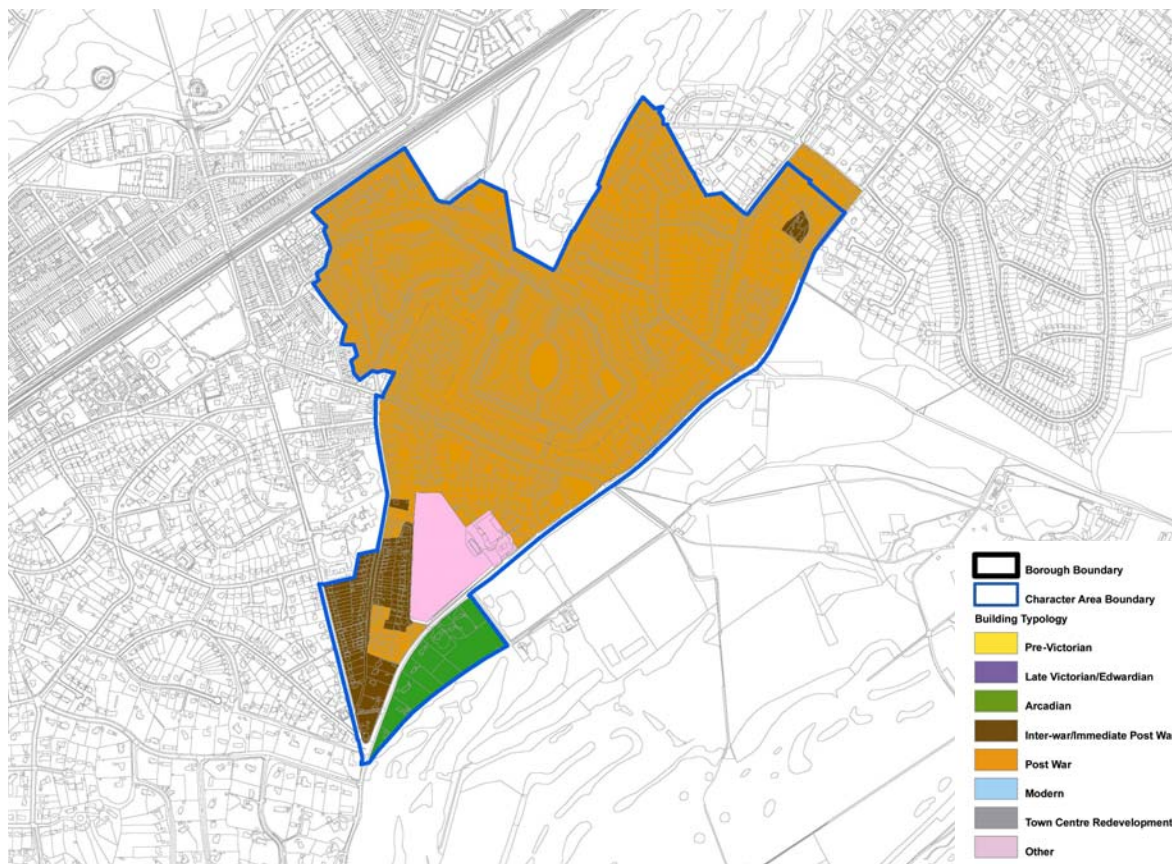 Borough Boundary
Character Area Boundary
Building Typology
Pre-Victorian
Late Victorian/Edwardian
Arcadian
Inter-war/Immediate Post Wa
Post War
Modern
Town Centre Redevelopment
Other